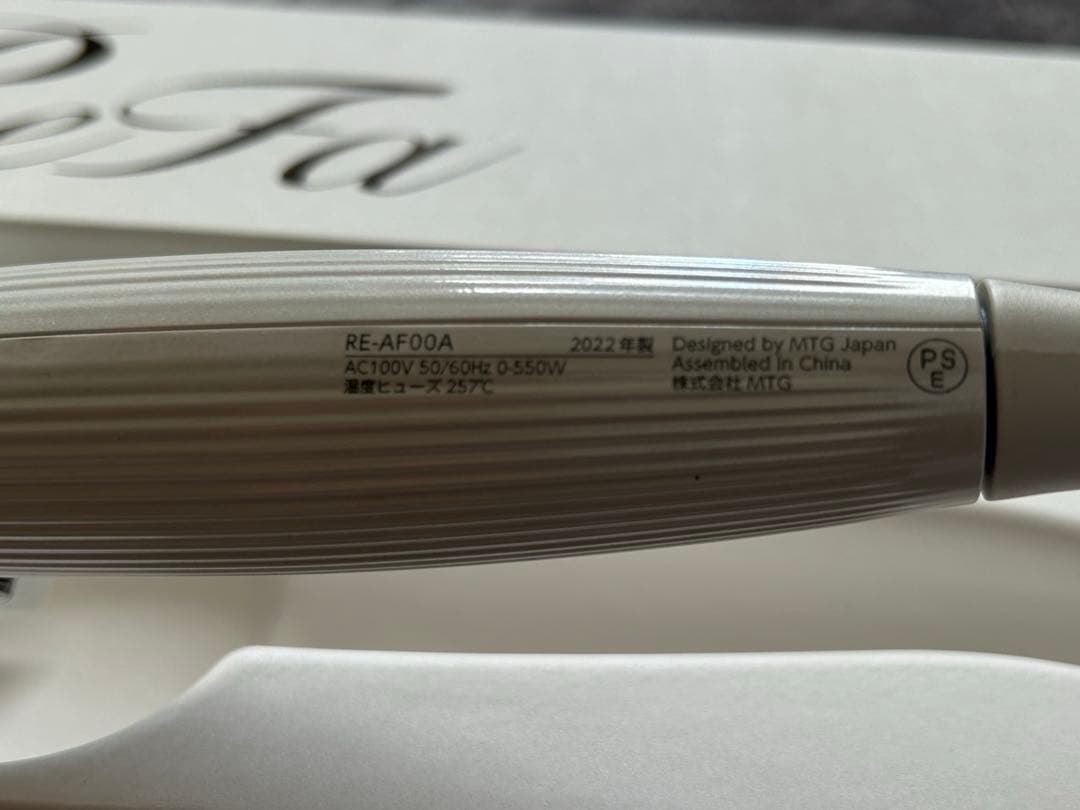 ReFa
RE-AF00A 2022年製
AC100V 50/60Hz 0-550W
温度ヒューズ 257℃
Designed by MTG Japan
Assembled in China
株式会社 MTG
PSE